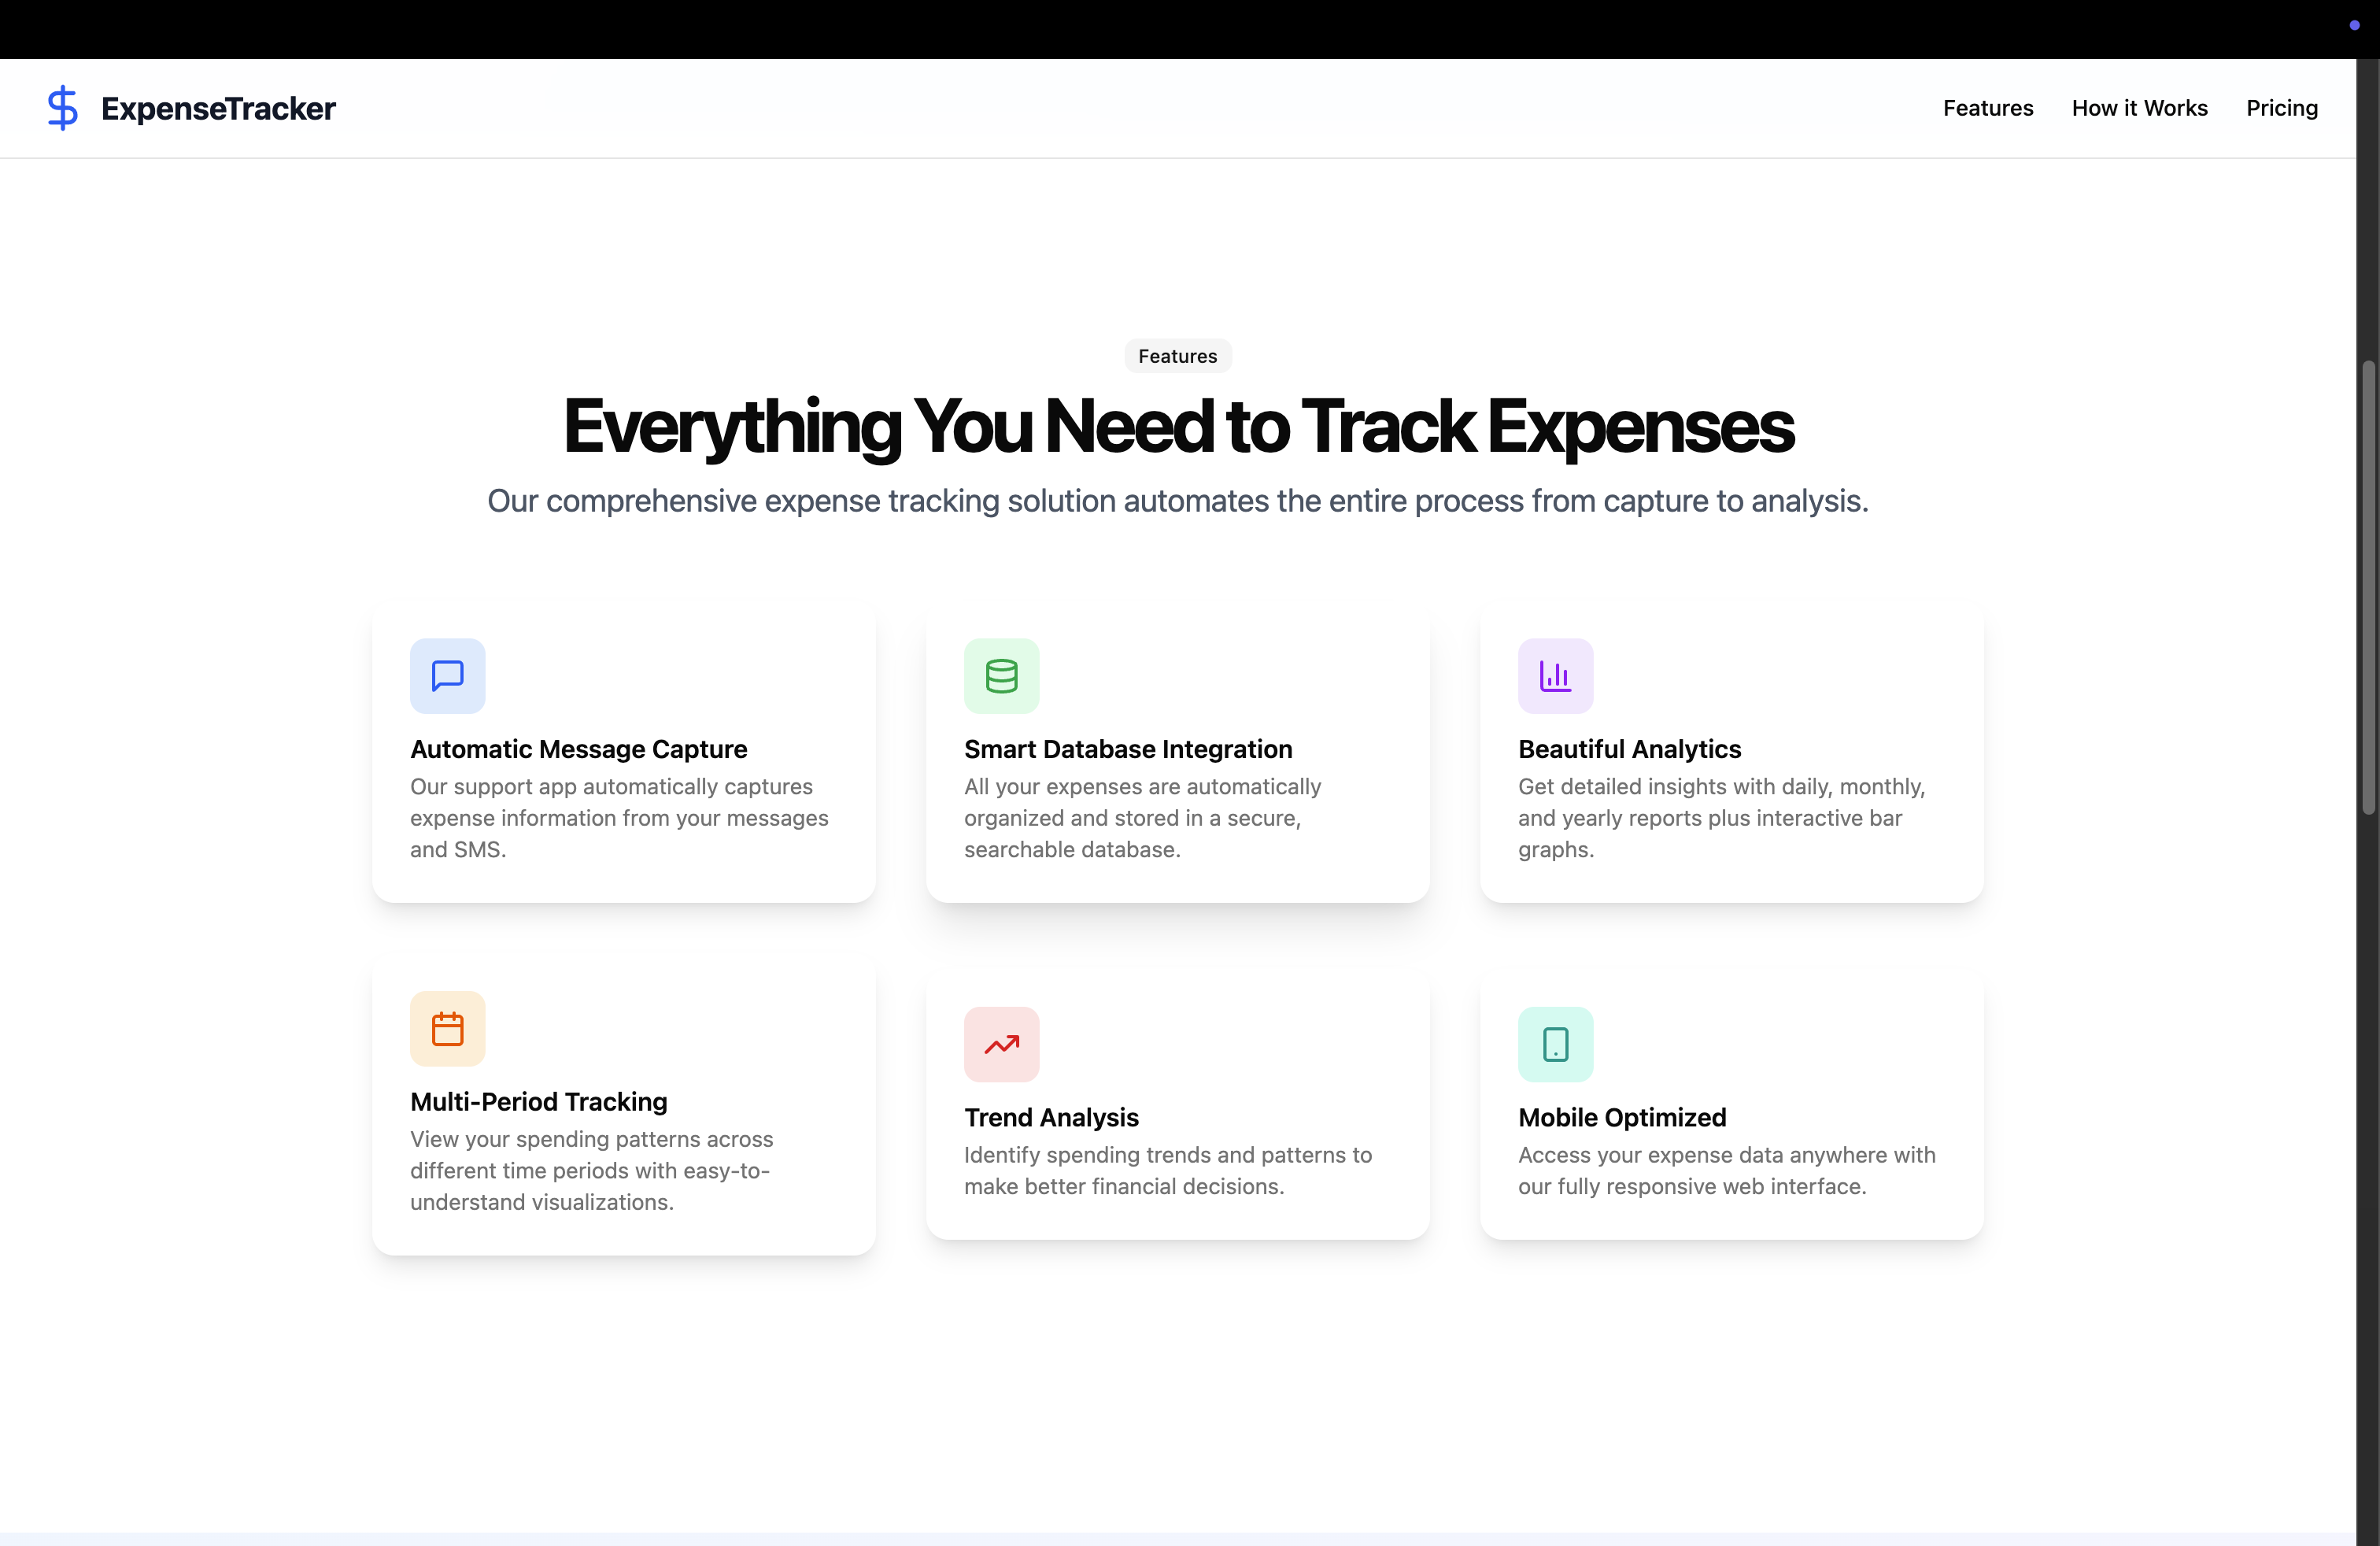 ExpenseTracker
Features
How it Works
Pricing
Features
Everything You Need to Track Expenses
Our comprehensive expense tracking solution automates the entire process from capture to analysis.
Automatic Message Capture
Our support app automatically captures
expense information from your messages
and SMS.
Smart Database Integration
All your expenses are automatically
organized and stored in a secure,
searchable database.
Beautiful Analytics
Get detailed insights with daily, monthly,
and yearly reports plus interactive bar
graphs.
Multi-Period Tracking
View your spending patterns across
different time periods with easy-to-
understand visualizations.
Trend Analysis
Identify spending trends and patterns to
make better financial decisions.
Mobile Optimized
Access your expense data anywhere with
our fully responsive web interface.